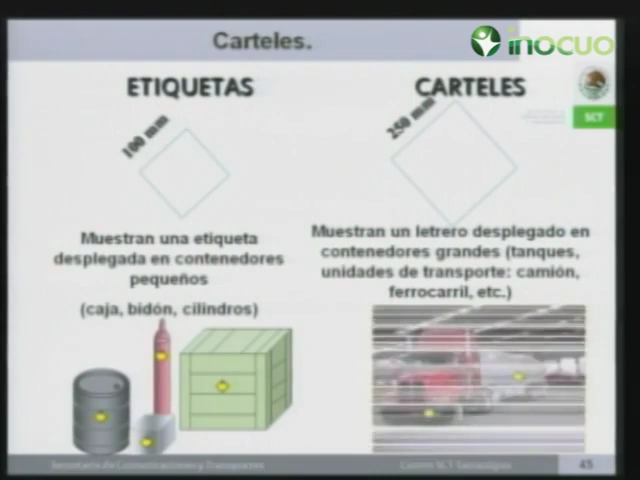 Carteles.
inocuo
ETIQUETAS
CARTELES
100 mm
250 mm
SCT
Muestran una etiqueta
desplegada en contenedores
pequeños
(caja, bidón, cilindros)
Muestran un letrero desplegado en
contenedores grandes (tanques,
unidades de transporte: camión,
ferrocarril, etc.)
Secretaría de Comunicaciones y Transportes
Centro SCT
45